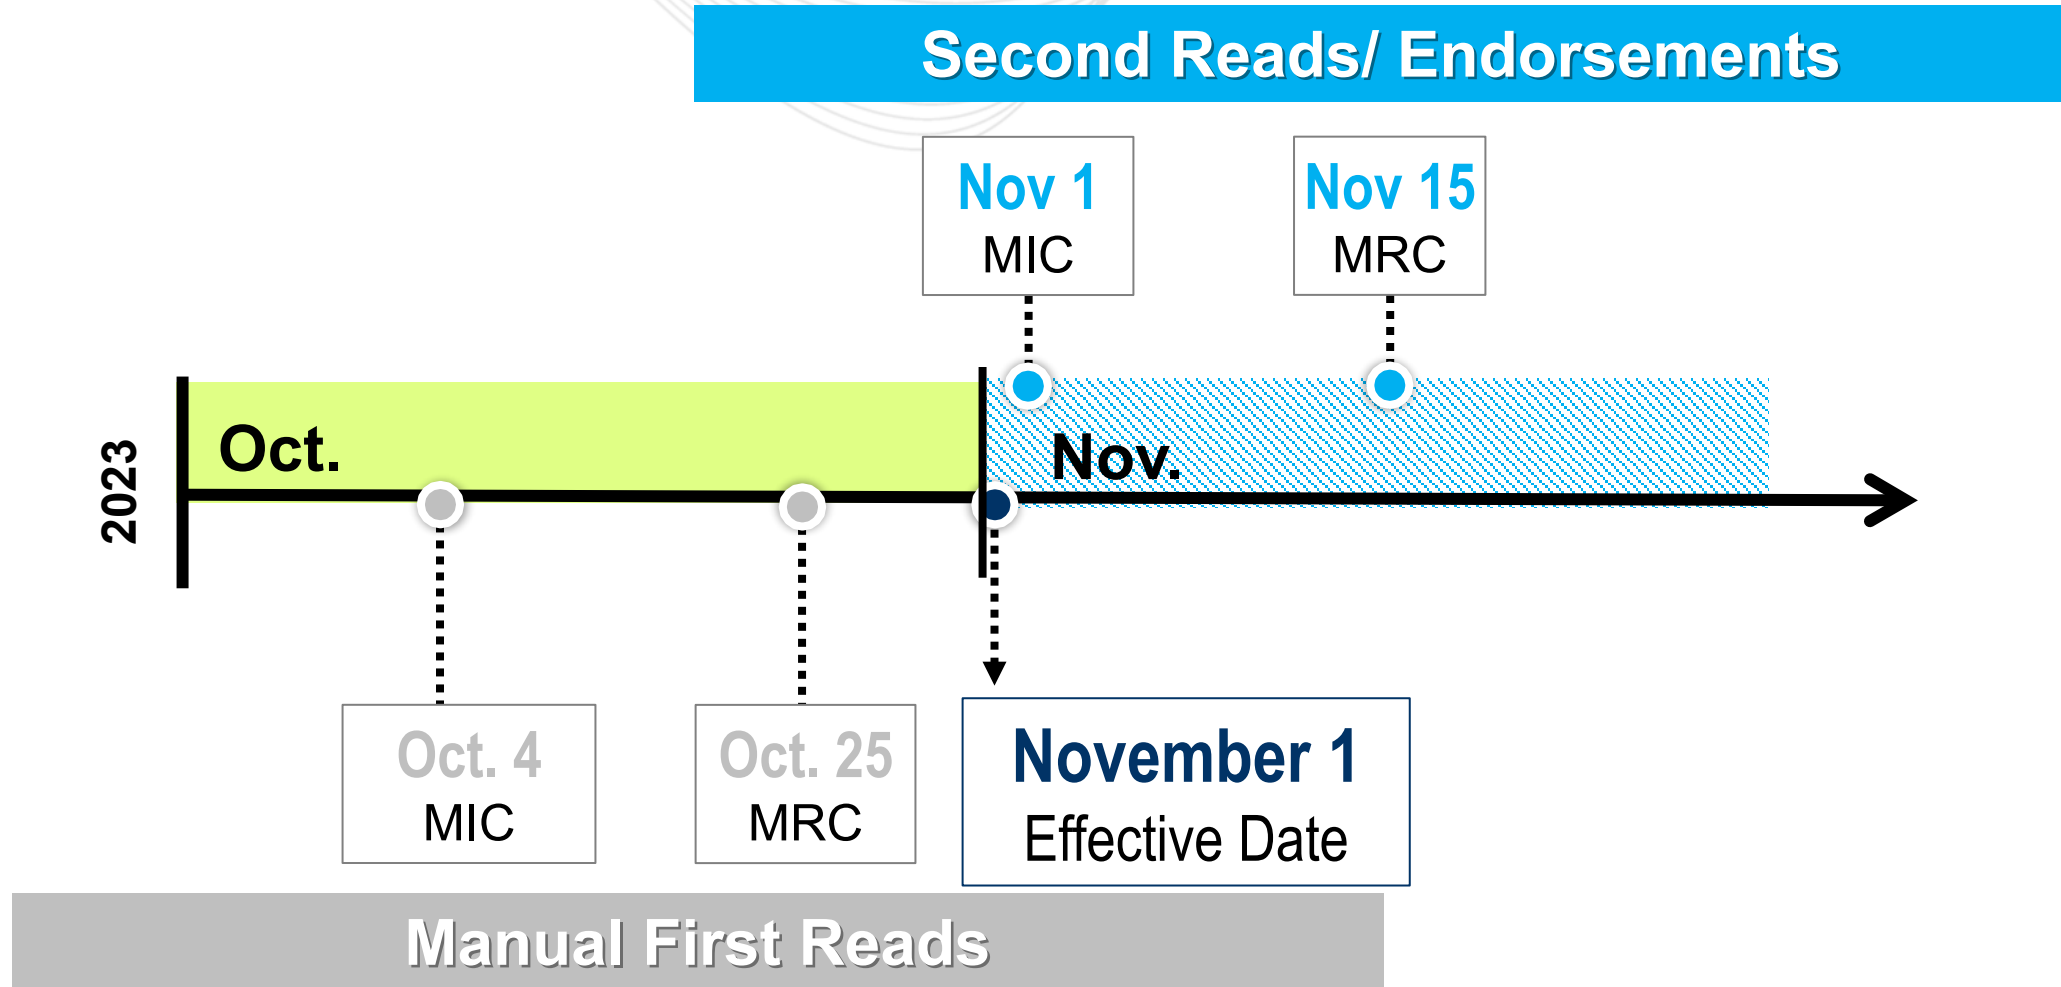 Second Reads/ Endorsements
Nov 1
MIC
Nov 15
MRC
2023
Oct.
Nov.
Oct. 4
MIC
Oct. 25
MRC
November 1
Effective Date
Manual First Reads